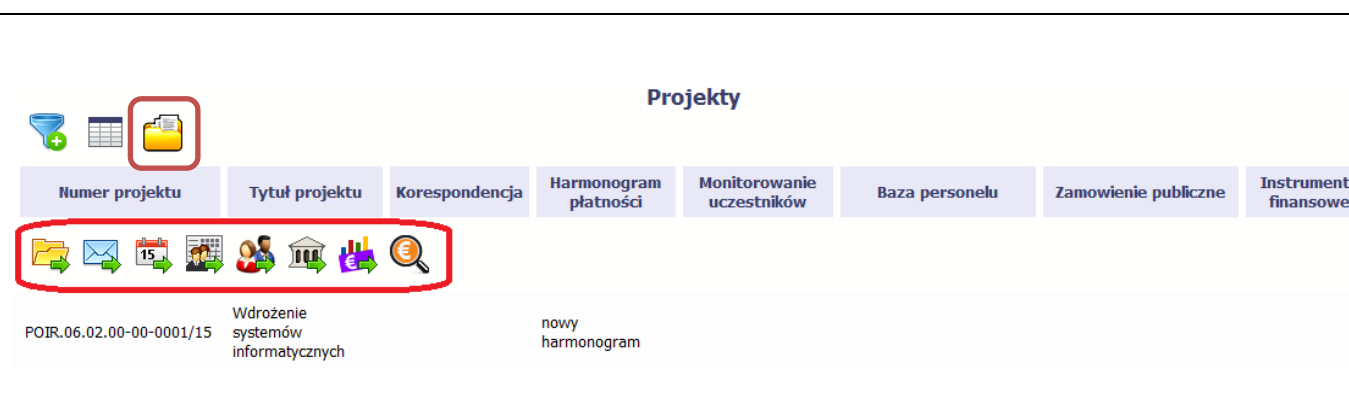 Projekty
Numer projektu
Tytuł projektu
Korespondencja
Harmonogram
płatności
Monitorowanie
uczestników
Baza personelu
Zamowienie publiczne
Instrument
finansowe
15
POIR.06.02.00-00-0001/15
Wdrożenie
systemów
informatycznych
nowy
harmonogram